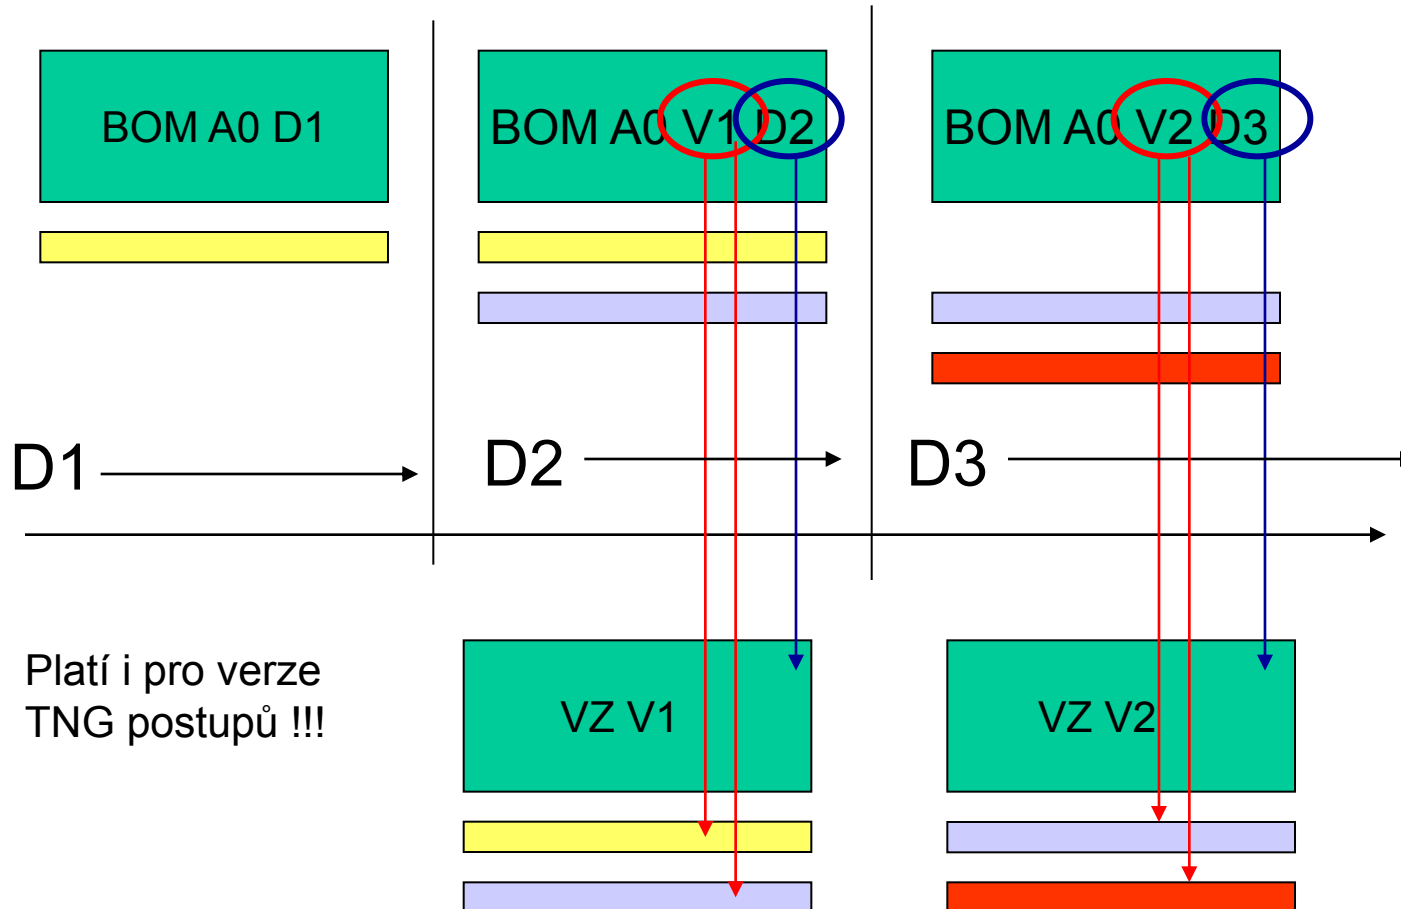 BOM A0 D1
BOM A0 V1 D2
BOM A0 V2 D3
D1
D2
D3
Platí i pro verze
TNG postupů !!!
VZ V1
VZ V2